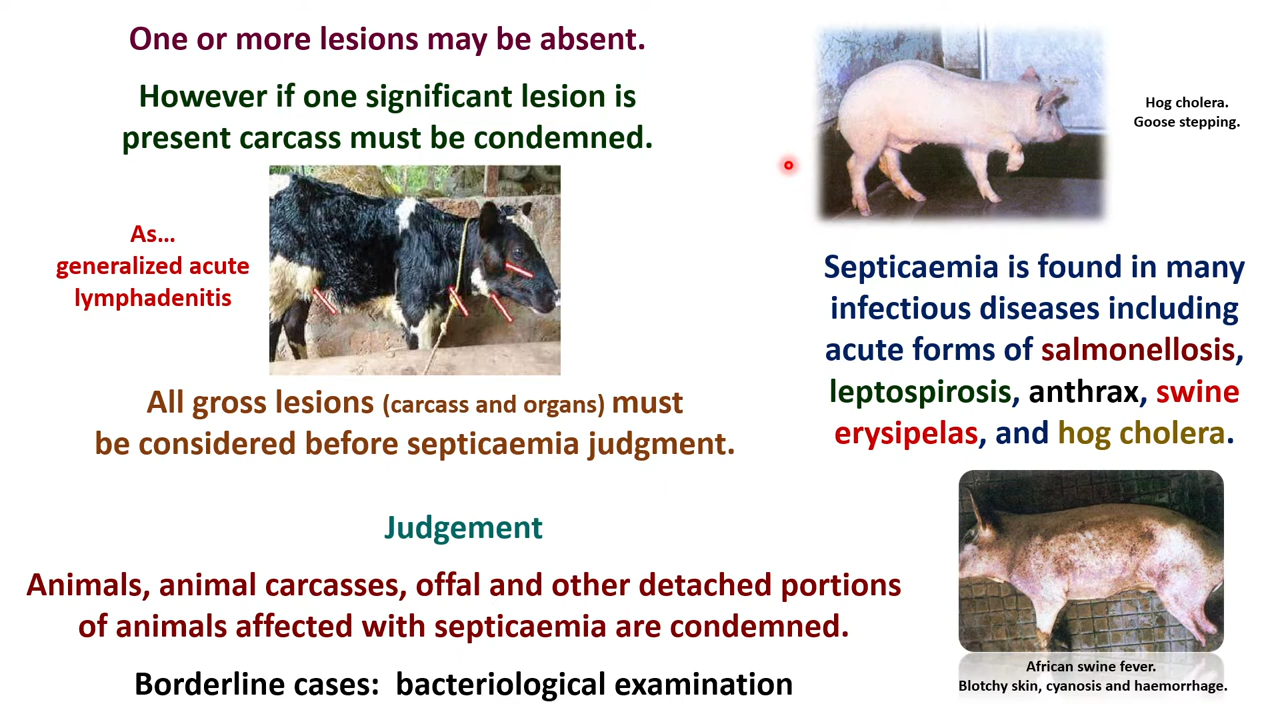 One or more lesions may be absent.
However if one significant lesion is
present carcass must be condemned.
As...
generalized acute
lymphadenitis
All gross lesions (carcass and organs) must
be considered before septicaemia judgment.
Judgement
Animals, animal carcasses, offal and other detached portions
of animals affected with septicaemia are condemned.
Borderline cases:  bacteriological examination
Hog cholera.
Goose stepping.
Septicaemia is found in many
infectious diseases including
acute forms of salmonellosis,
leptospirosis, anthrax, swine
erysipelas, and hog cholera.
African swine fever.
Blotchy skin, cyanosis and haemorrhage.